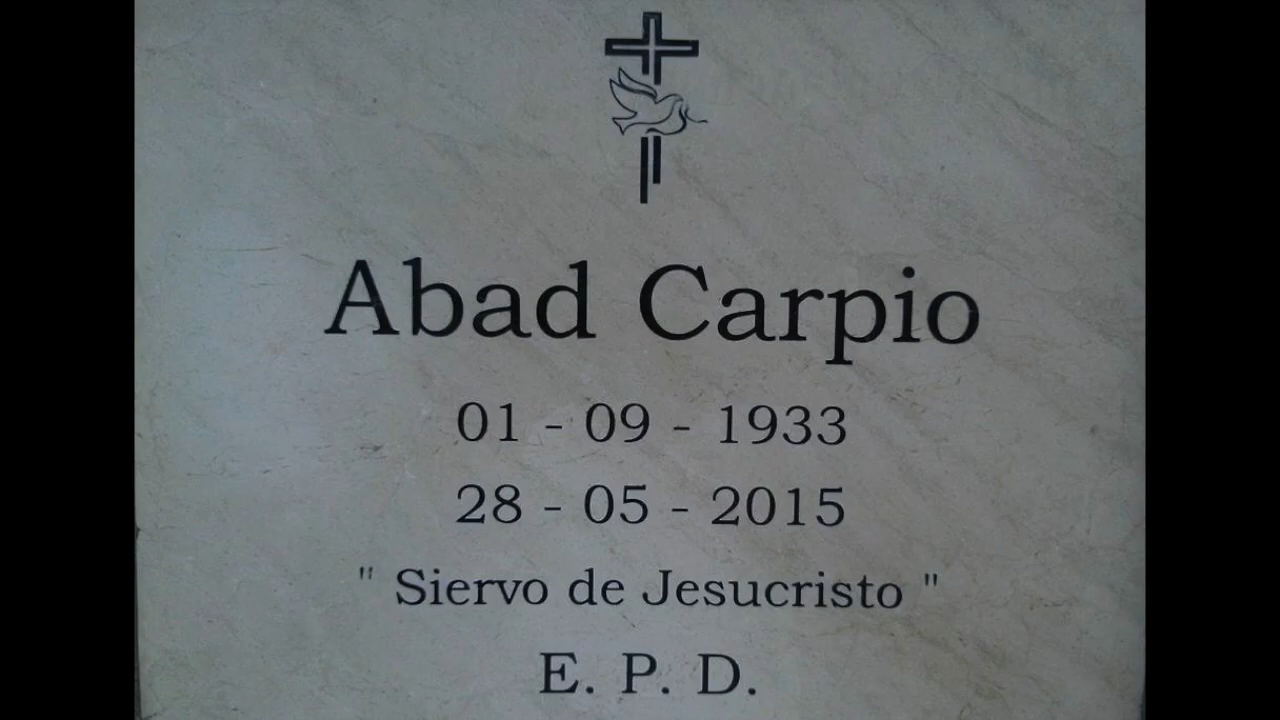 Abad Carpio
01 - 09 - 1933
28 - 05 - 2015
" Siervo de Jesucristo "
E. P. D.